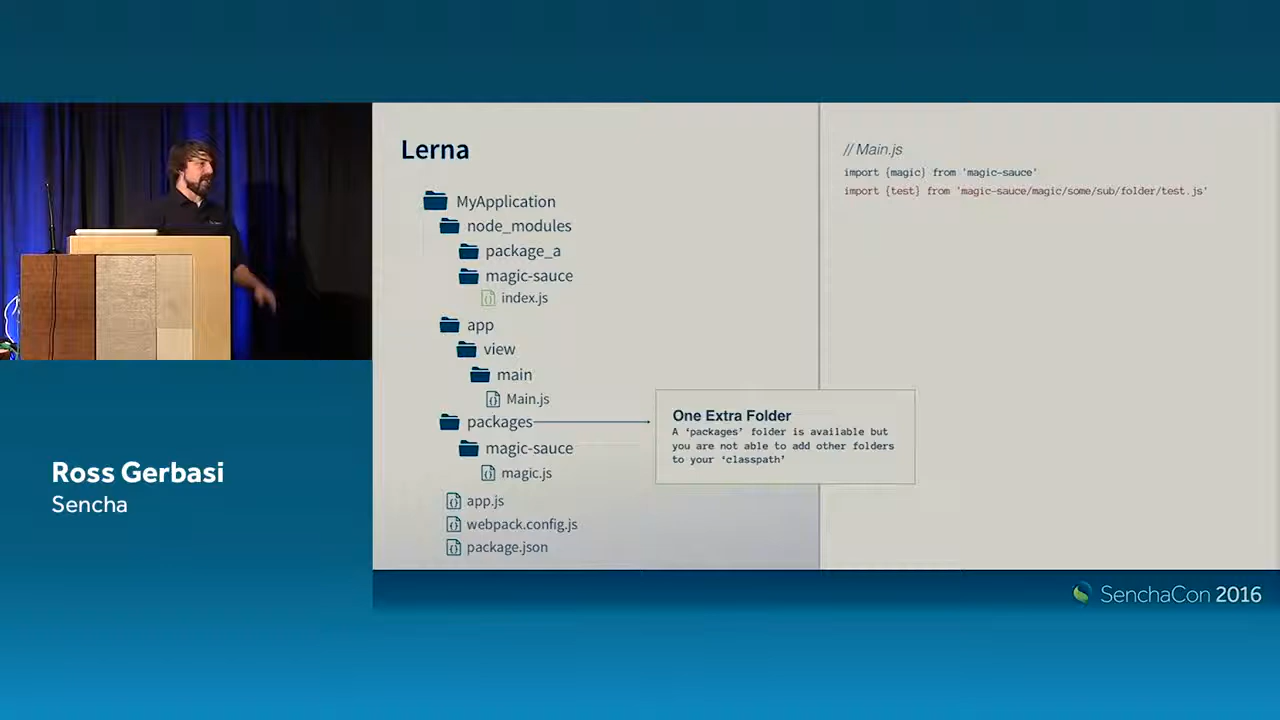 Lerna
MyApplication
node_modules
package_a
magic-sauce
index.js
app
view
main
Main.js
packages
magic-sauce
magic.js
app.js
webpack.config.js
package.json
One Extra Folder
A ‘packages’ folder is available but
you are not able to add other folders
to your ‘classpath’
// Main.js
import {magic} from 'magic-sauce'
import {test} from 'magic-sauce/magic/some/sub/folder/test.js'
Ross Gerbasi
Sencha
SenchaCon 2016